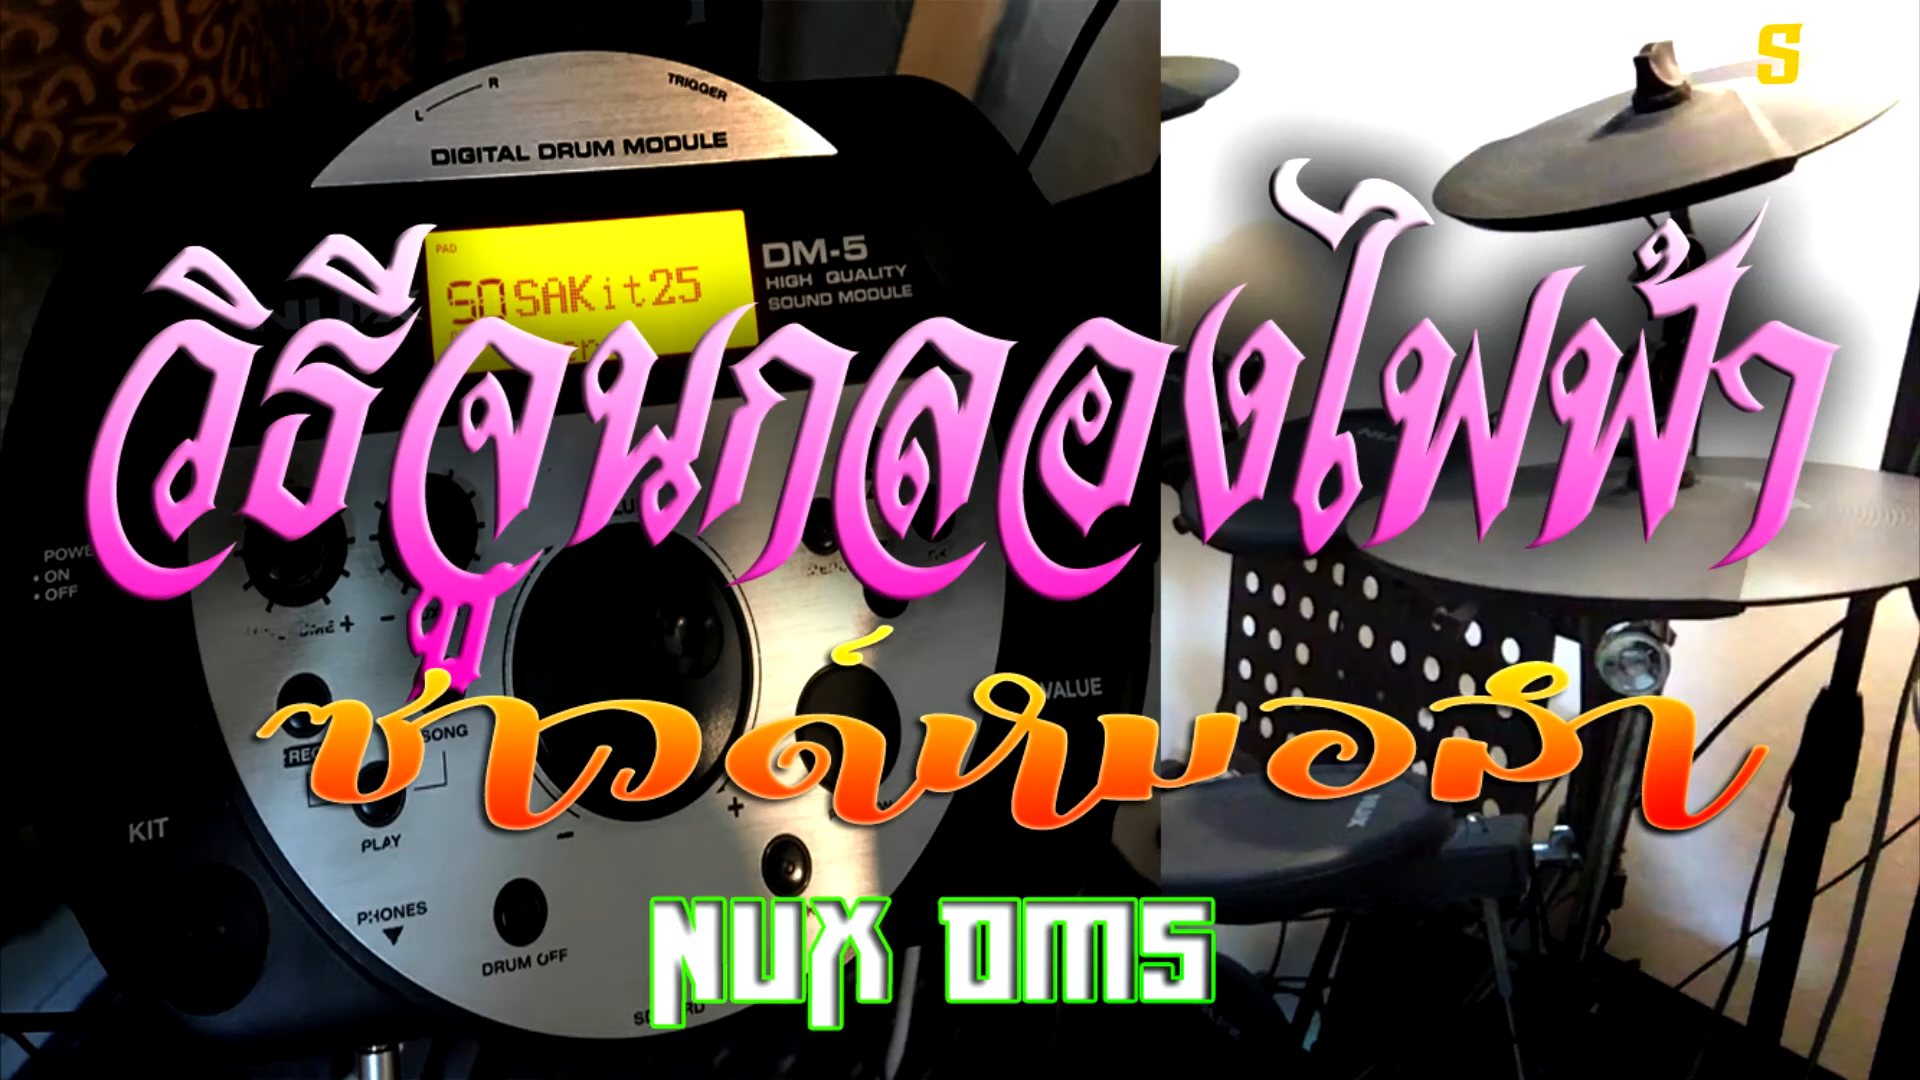 S
L R TRIGGER
DIGITAL DRUM MODULE
PAD
50 SAKit25
DM-5
HIGH QUALITY
SOUND MODULE
วิธีจูนกลองไฟฟ้า
POWER
• ON
• OFF
ซาวด์หมอลำ
SONG
VALUE
KIT
PLAY
PHONES
DRUM OFF
NUX DM5